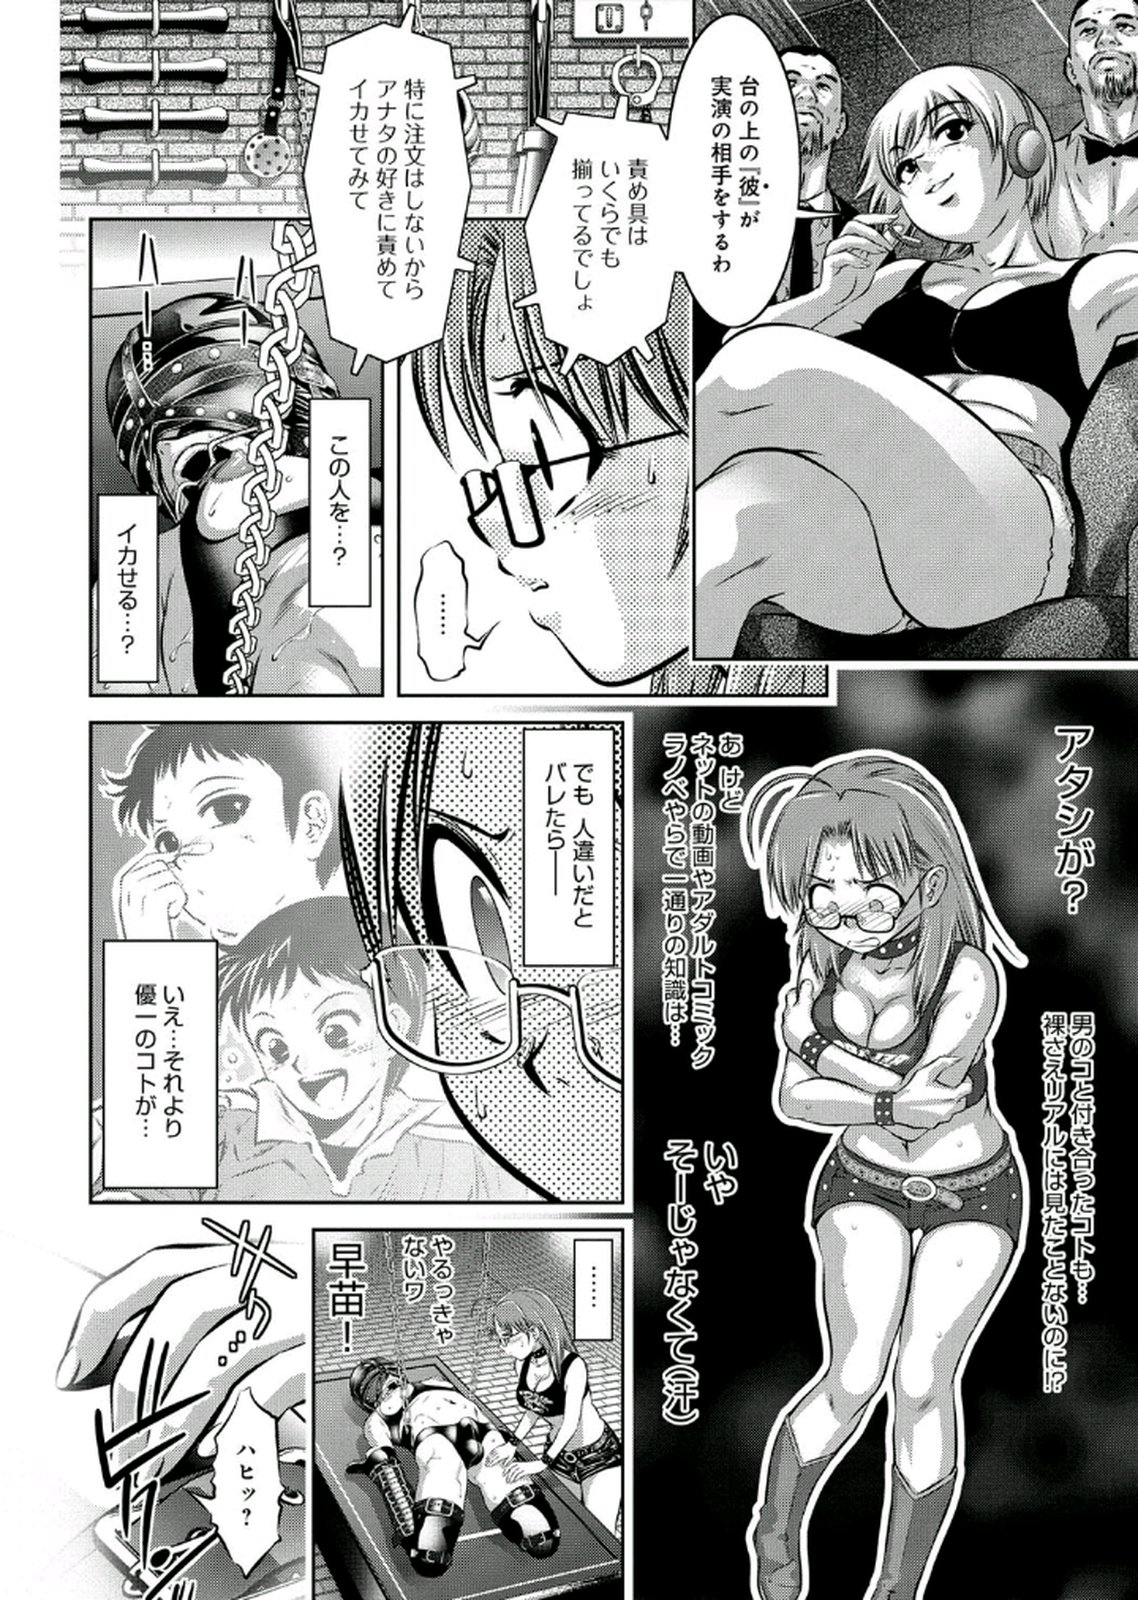 台の上の『彼』が
実演の相手をするわ
責め具は
いくらでも
揃ってるでしょ
特に注文はしないから
アナタの好きに責めて
イカせてみて
……
この人を…?
イカせる…?
アタシが?
男のコと付き合ったコトも…
裸さえリアルには見たことないのに!?
あ けど
ネットの動画やアダルトコミック
ラノベやらで一通りの知識は…
いや
そーじゃなくて(汗)
でも 人違いだと
バレたら――
いえ…それより
優一のコトが…
……
やるっきゃ
ないワ
早苗!
ハヒッ?